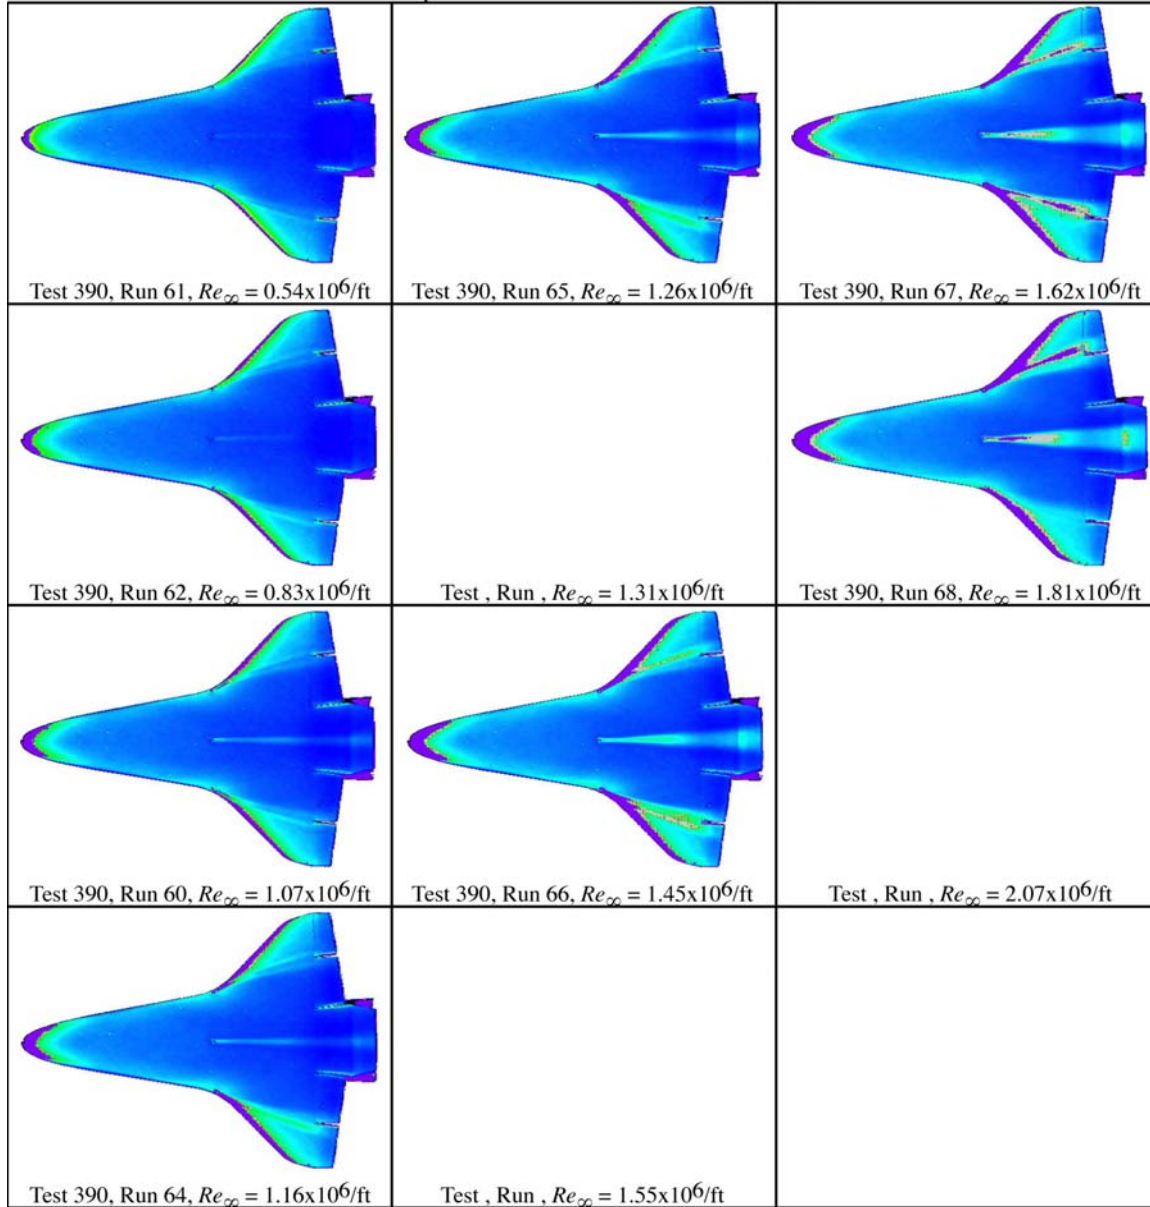 Test 390, Run 61, Re∞ = 0.54x10⁶/ft
Test 390, Run 65, Re∞ = 1.26x10⁶/ft
Test 390, Run 67, Re∞ = 1.62x10⁶/ft
Test 390, Run 62, Re∞ = 0.83x10⁶/ft
Test , Run , Re∞ = 1.31x10⁶/ft
Test 390, Run 68, Re∞ = 1.81x10⁶/ft
Test 390, Run 60, Re∞ = 1.07x10⁶/ft
Test 390, Run 66, Re∞ = 1.45x10⁶/ft
Test , Run , Re∞ = 2.07x10⁶/ft
Test 390, Run 64, Re∞ = 1.16x10⁶/ft
Test , Run , Re∞ = 1.55x10⁶/ft